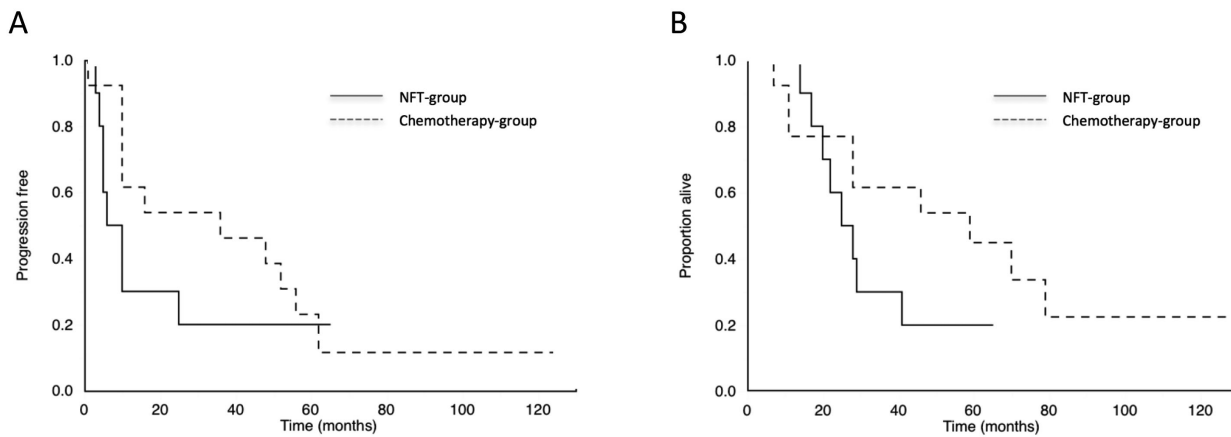 A
Progression free
1.0
0.8
0.6
0.4
0.2
0.0
NFT-group
Chemotherapy-group
0 20 40 60 80 100 120
Time (months)
B
Proportion alive
1.0
0.8
0.6
0.4
0.2
0.0
NFT-group
Chemotherapy-group
0 20 40 60 80 100 120
Time (months)